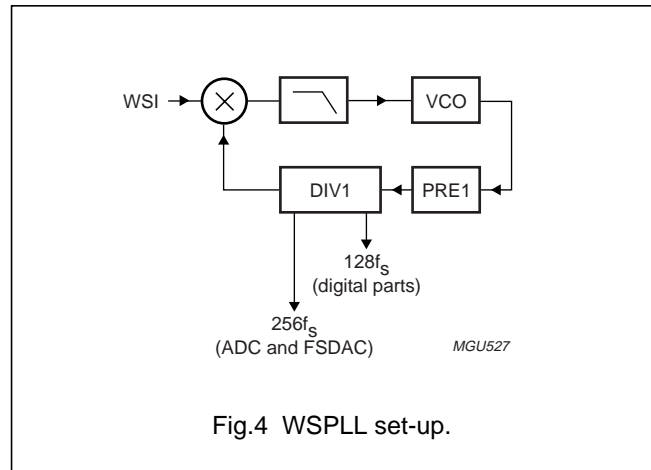 WSI
VCO
DIV1
PRE1
128fs
(digital parts)
256fs
(ADC and FSDAC)
MGU527
Fig.4 WSPLL set-up.